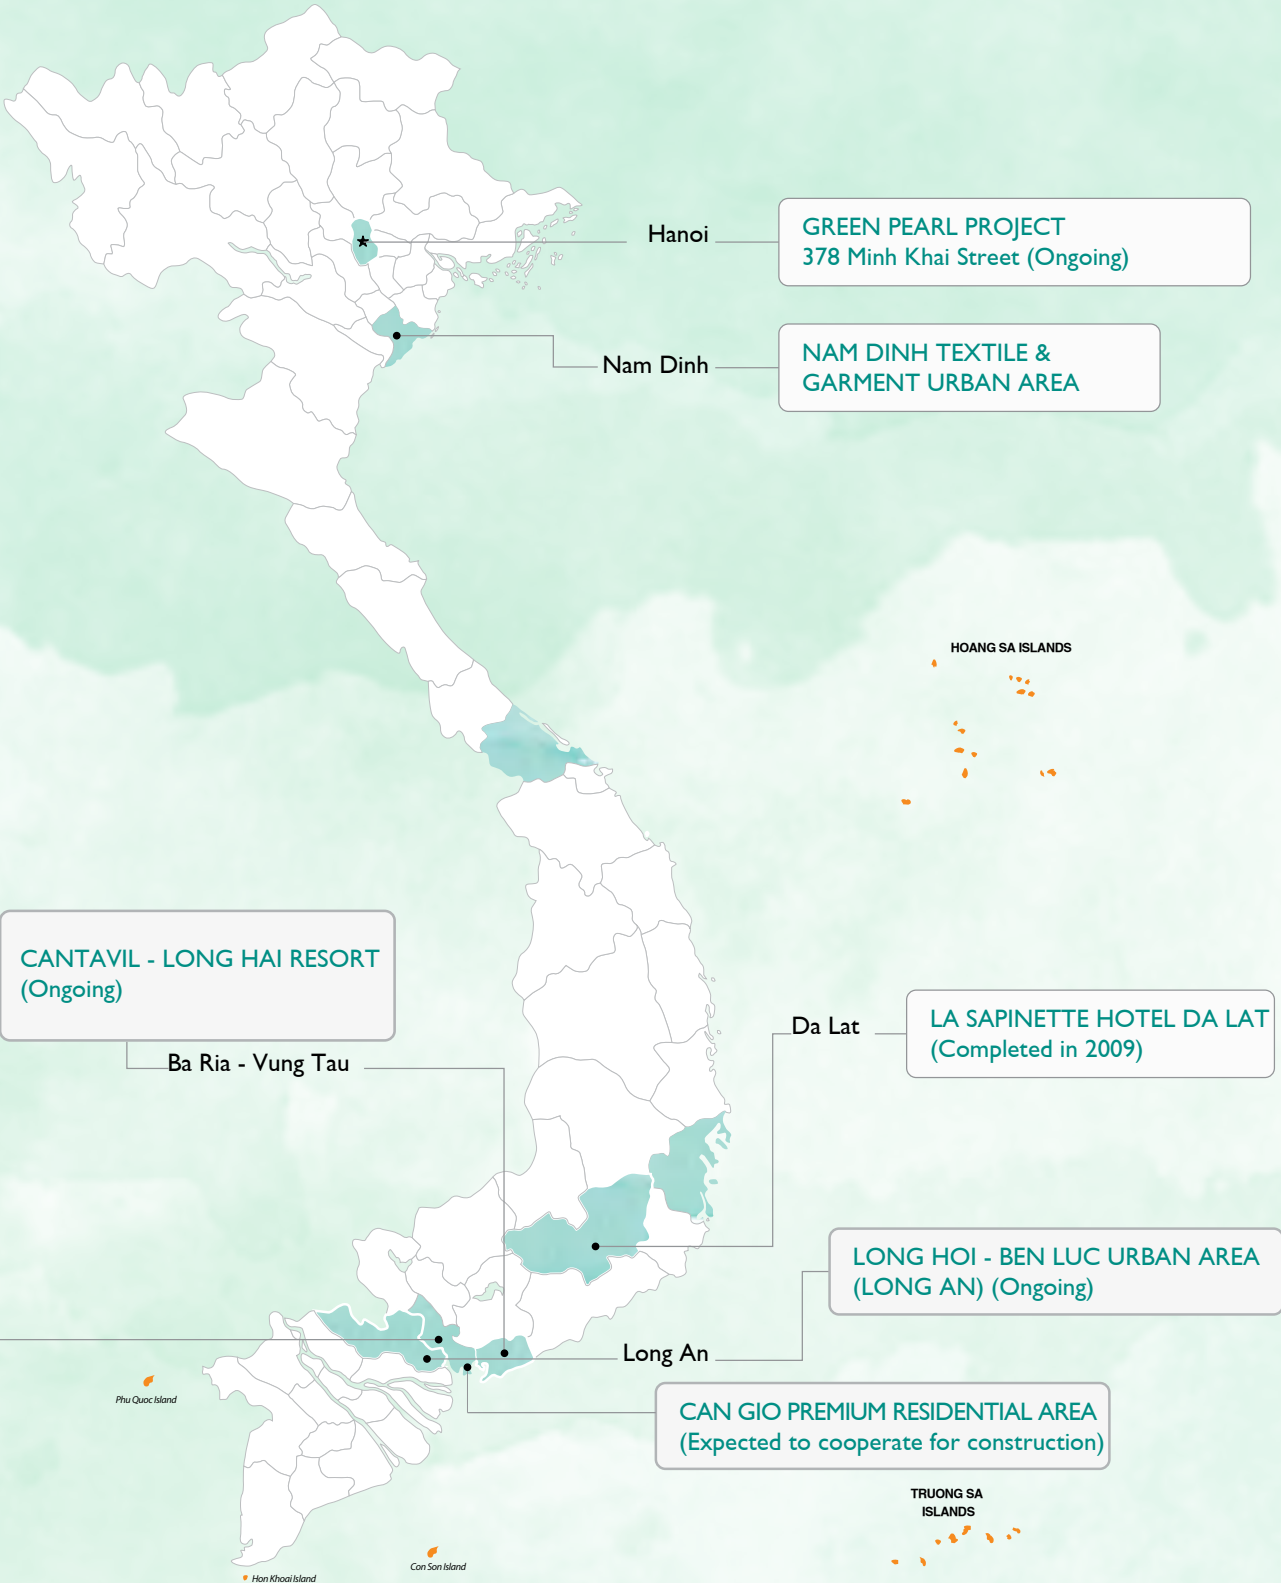 Hanoi
GREEN PEARL PROJECT
378 Minh Khai Street (Ongoing)
Nam Dinh
NAM DINH TEXTILE &
GARMENT URBAN AREA
HOANG SA ISLANDS
CANTAVIL - LONG HAI RESORT
(Ongoing)
Ba Ria - Vung Tau
Da Lat
LA SAPINETTE HOTEL DA LAT
(Completed in 2009)
LONG HOI - BEN LUC URBAN AREA
(LONG AN) (Ongoing)
Long An
Phu Quoc Island
CAN GIO PREMIUM RESIDENTIAL AREA
(Expected to cooperate for construction)
TRUONG SA
ISLANDS
Con Son Island
Hon Khoai Island